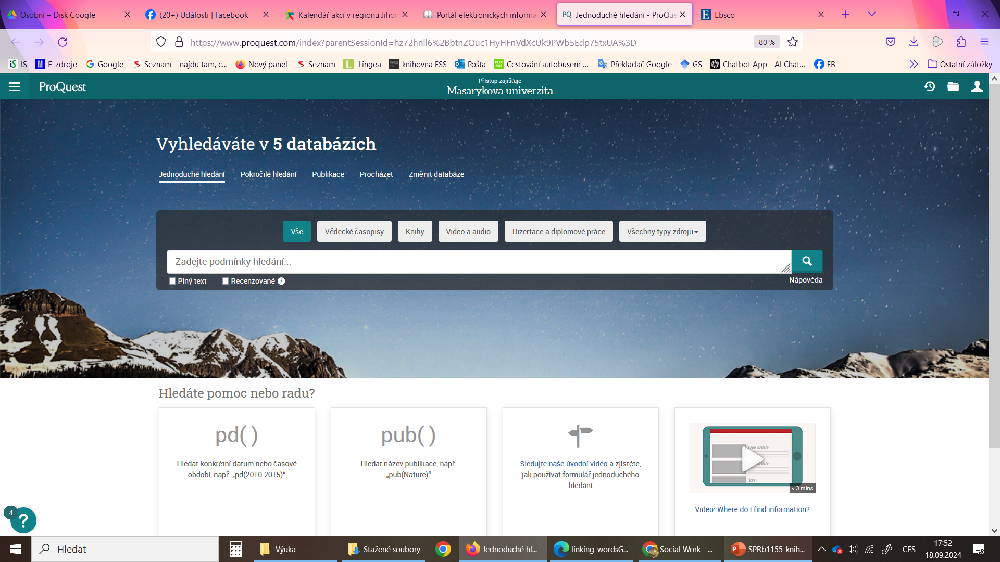 Osobní – Disk Google
(20+) Události | Facebook
Kalendář akcí v regionu Jihom
Portál elektronických informa
PQ Jednoduché hledání - ProQue
Ebsco
https://www.proquest.com/index?parentSessionId=hz72hnll6%2BbtnZQuc1HyHFnVdXcUk9PWb5Edp75txUA%3D
80 %
IS
E-zdroje
Google
Seznam – najdu tam, c...
Nový panel
Seznam
Lingea
knihovna FSS
Pošta
Cestování autobusem ...
Překladač Google
GS
Chatbot App - AI Chat...
FB
Ostatní záložky
ProQuest
Přístup zajišťuje
Masarykova univerzita
Vyhledáváte v 5 databázích
Jednoduché hledání
Pokročilé hledání
Publikace
Procházet
Změnit databáze
Vše
Vědecké časopisy
Knihy
Video a audio
Dizertace a diplomové práce
Všechny typy zdrojů
Zadejte podmínky hledání...
Plný text
Recenzované
Nápověda
Hledáte pomoc nebo radu?
pd( )
Hledat konkrétní datum nebo časové
období, např. „pd(2010-2015)“
pub( )
Hledat název publikace, např.
„pub(Nature)“
Sledujte naše úvodní video a zjistěte,
jak používat formulář jednoduchého
hledání
Free Article
$$$
< 3 mins
Video: Where do I find information?
4
?
Hledat
Výuka
Stažené soubory
Jednoduché hl...
linking-wordsG...
Social Work - ...
SPRb1155_knih...
CES
17:52
18.09.2024